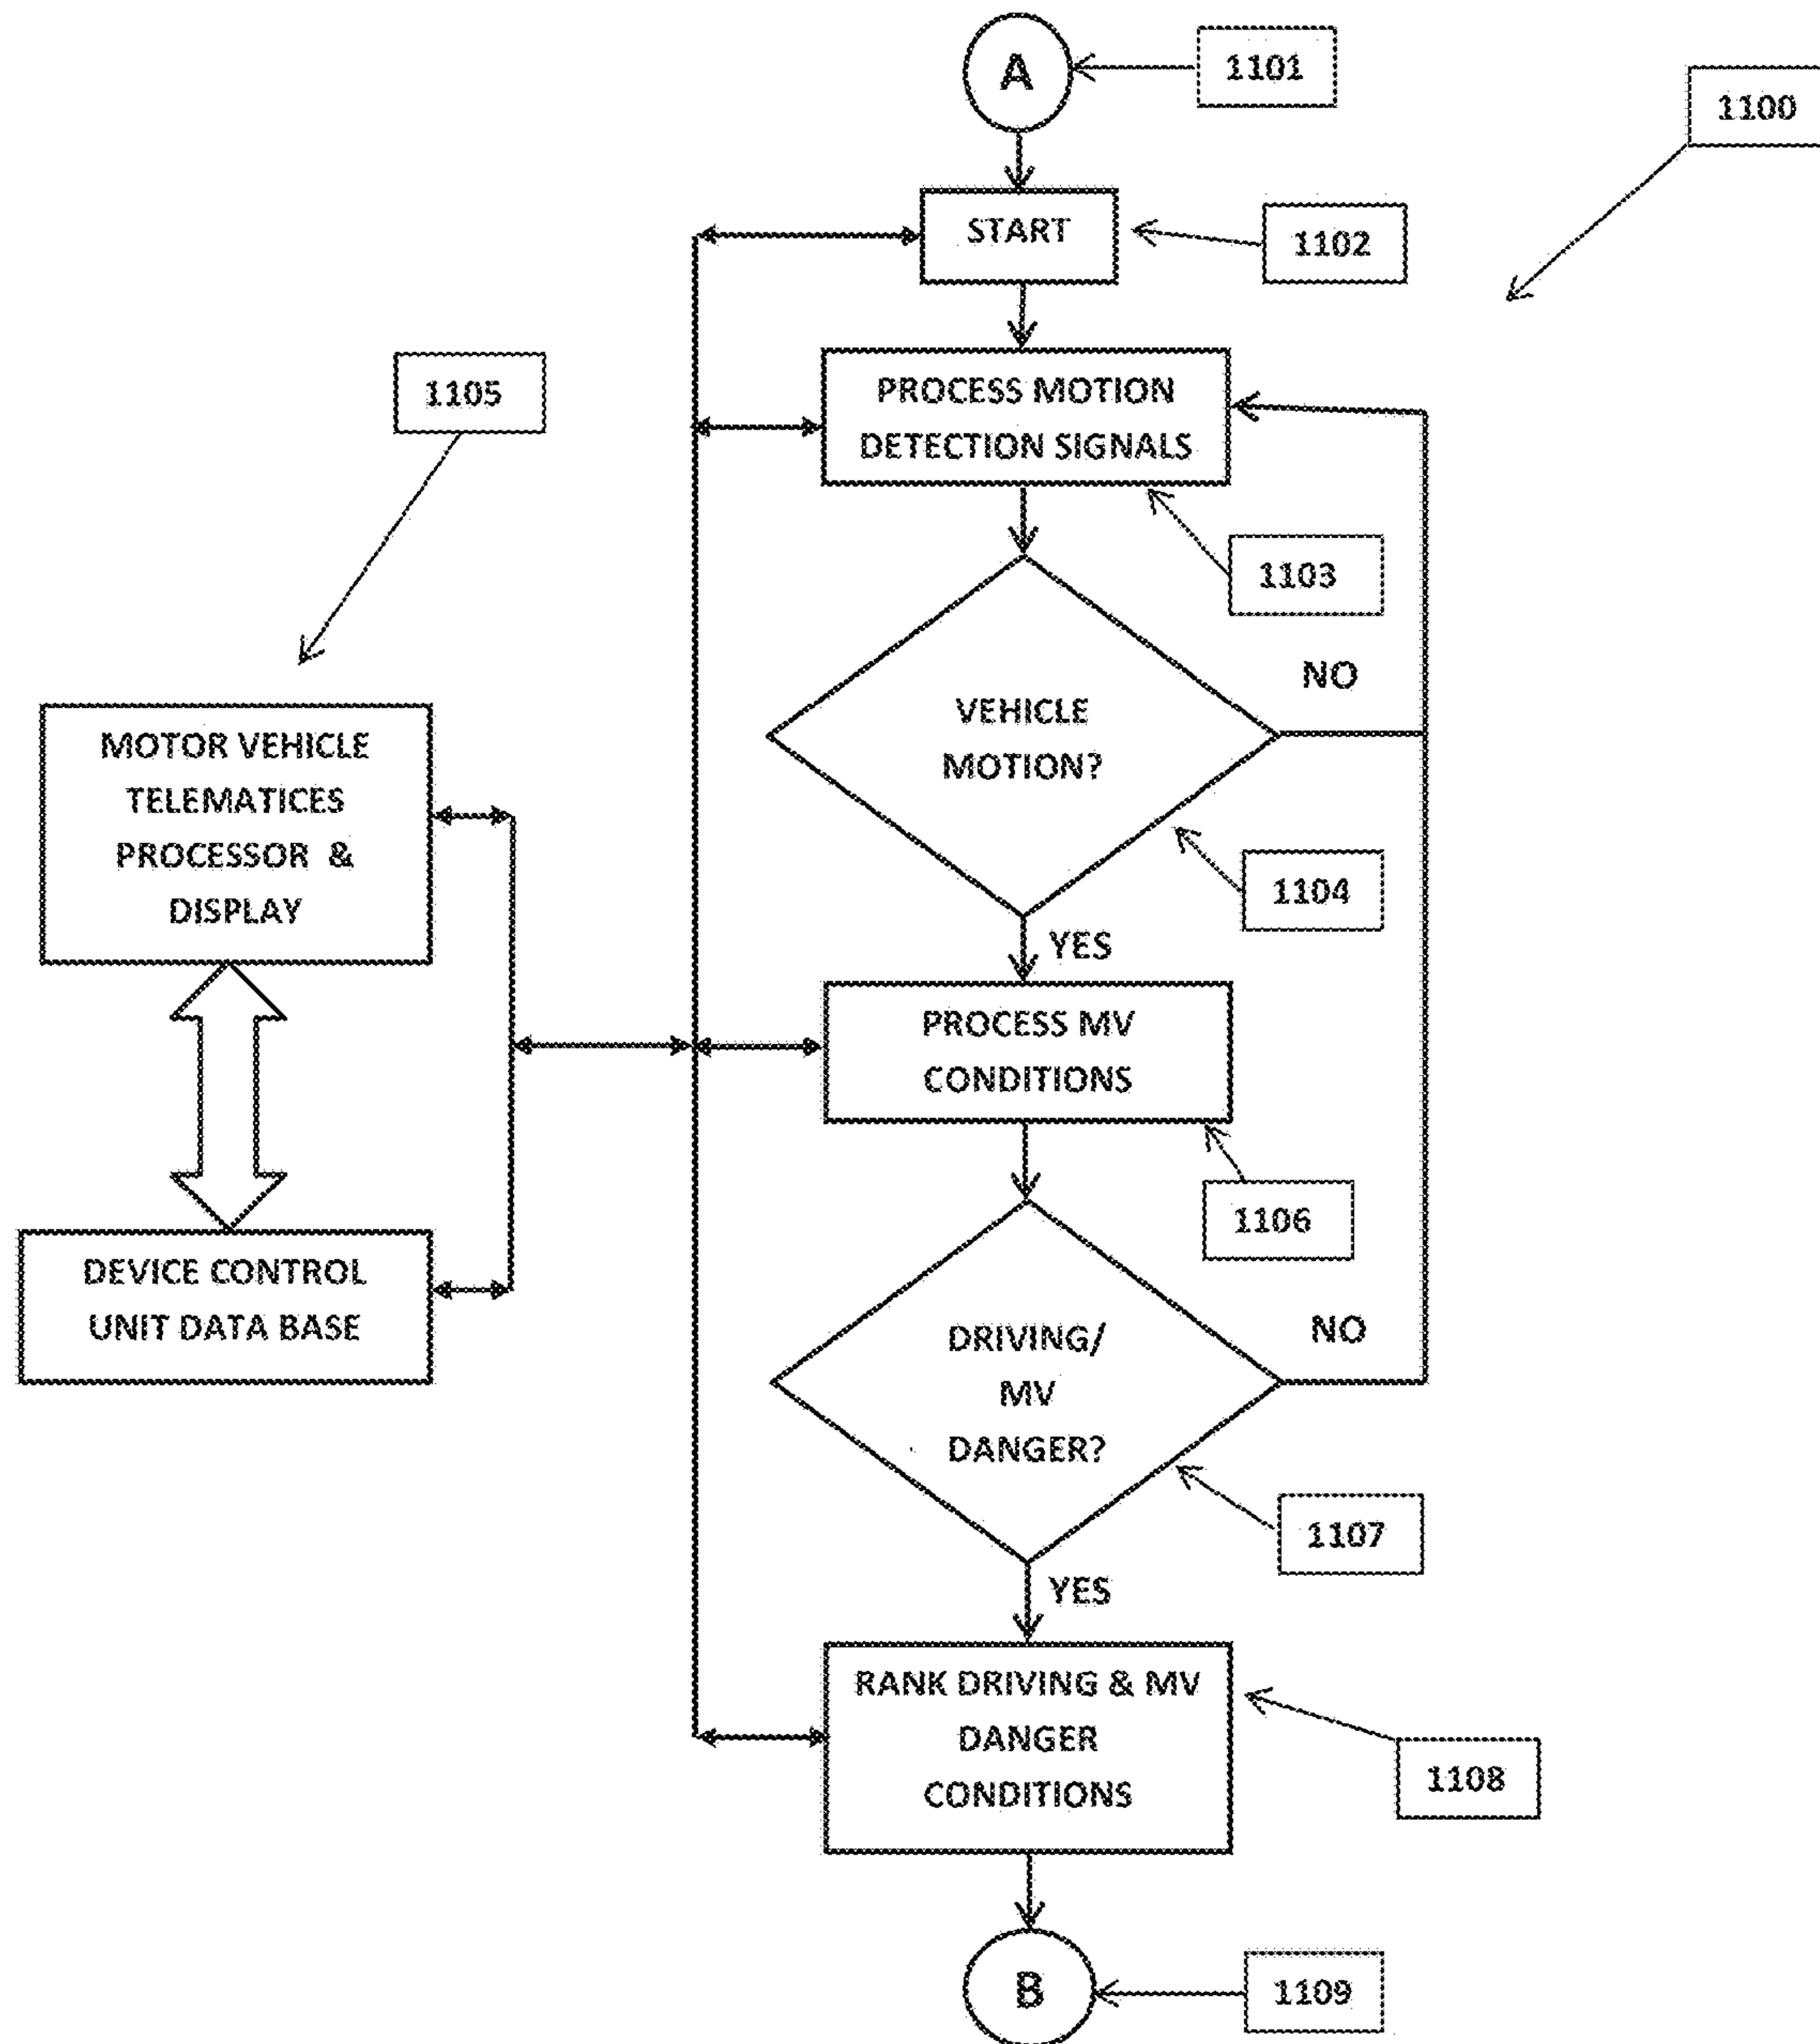 A
1101
1100
START
1102
PROCESS MOTION
DETECTION SIGNALS
1105
1103
VEHICLE
MOTION?
NO
1104
MOTOR VEHICLE
TELEMATICES
PROCESSOR &
DISPLAY
YES
PROCESS MV
CONDITIONS
1106
DEVICE CONTROL
UNIT DATA BASE
DRIVING/
MV
DANGER?
NO
1107
YES
RANK DRIVING & MV
DANGER
CONDITIONS
1108
B
1109